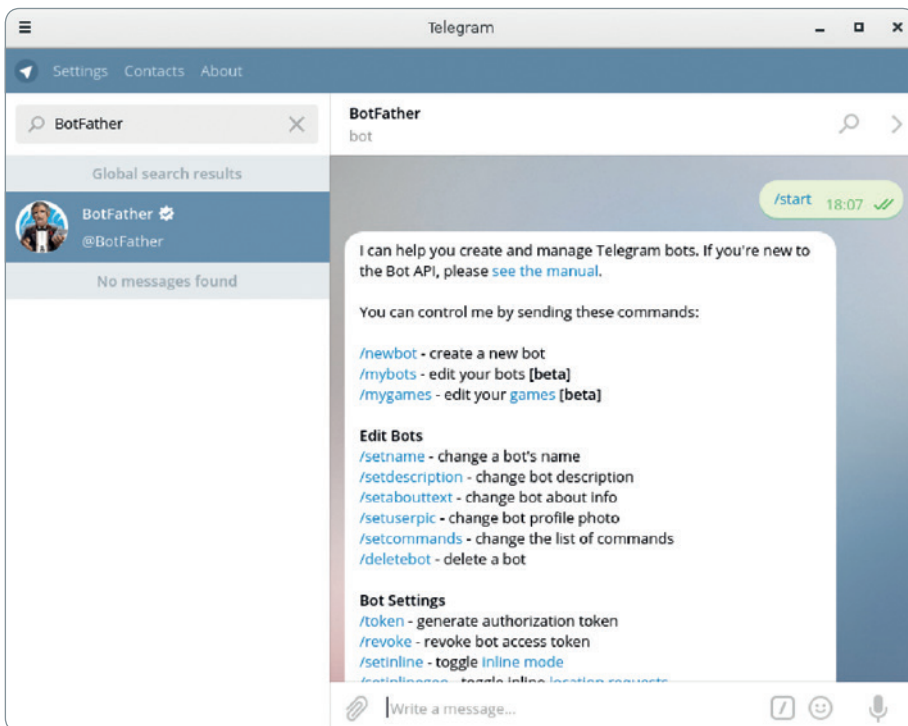 Telegram
Settings Contacts About
BotFather
Global search results
BotFather
@BotFather
No messages found
BotFather
bot
/start 18:07
I can help you create and manage Telegram bots. If you're new to
the Bot API, please see the manual.
You can control me by sending these commands:
/newbot - create a new bot
/mybots - edit your bots [beta]
/mygames - edit your games [beta]
Edit Bots
/setname - change a bot's name
/setdescription - change bot description
/setabouttext - change bot about info
/setuserpic - change bot profile photo
/setcommands - change the list of commands
/deletebot - delete a bot
Bot Settings
/token - generate authorization token
/revoke - revoke bot access token
/setinline - toggle inline mode
/setinlinegeo - toggle inline location requests
Write a message...